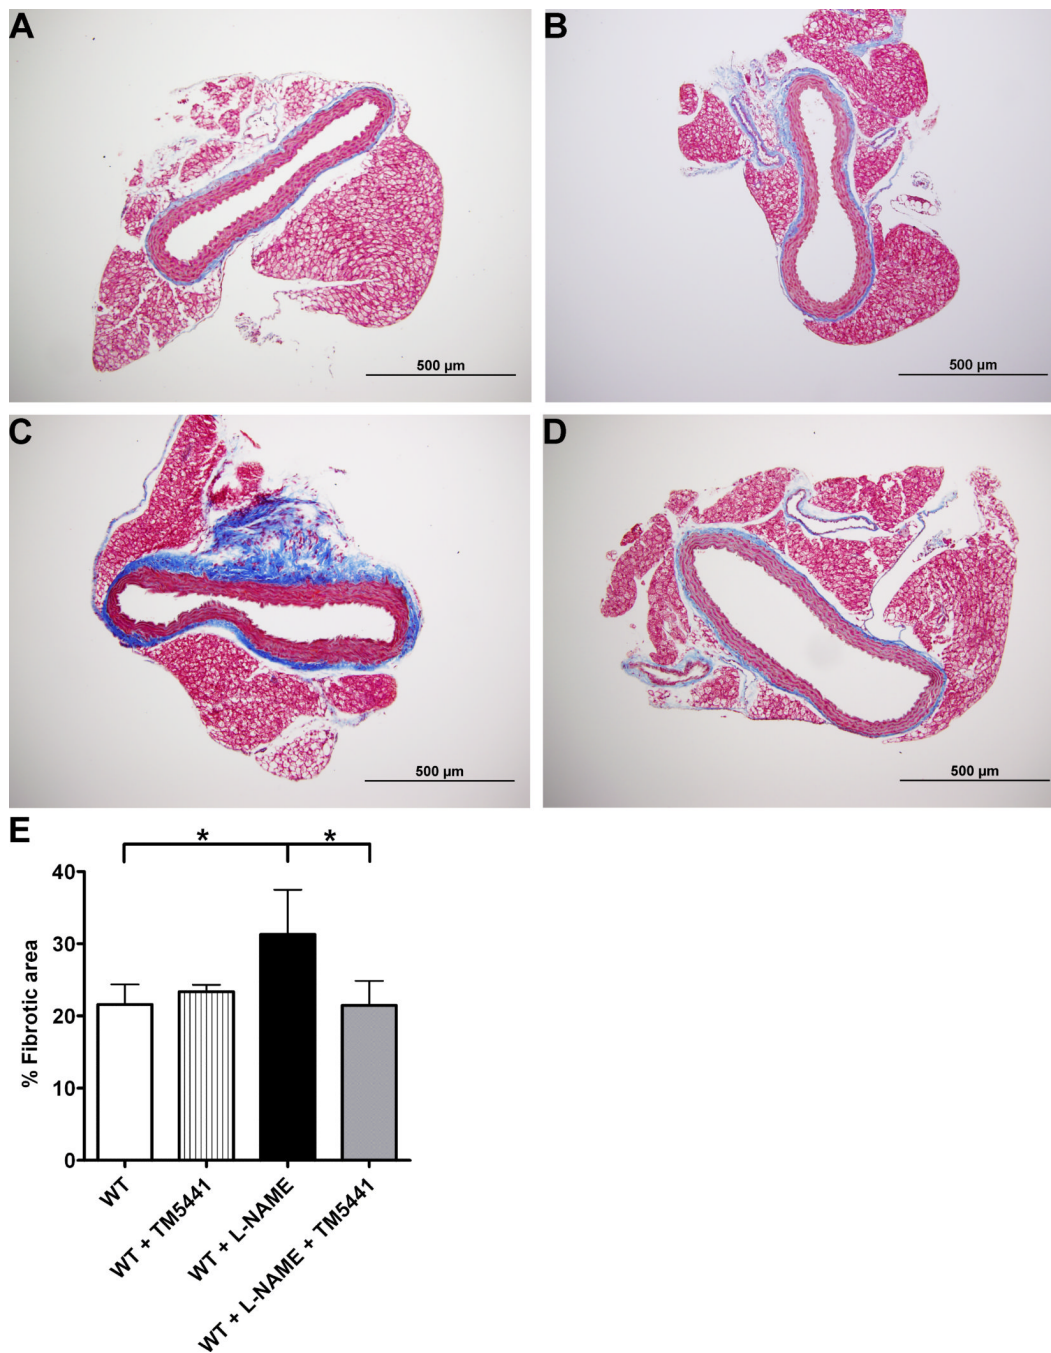 A
B
500 µm
500 µm
C
D
500 µm
500 µm
E
* *
40
30
20
10
0
% Fibrotic area
WT
WT + TM5441
WT + L-NAME
WT + L-NAME + TM5441